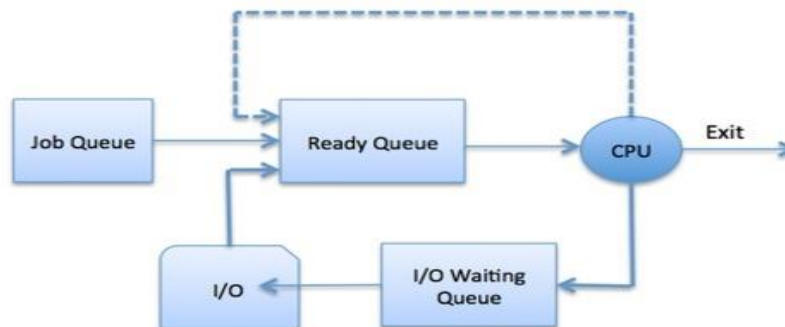 Job Queue
Ready Queue
CPU
Exit
I/O
I/O Waiting
Queue